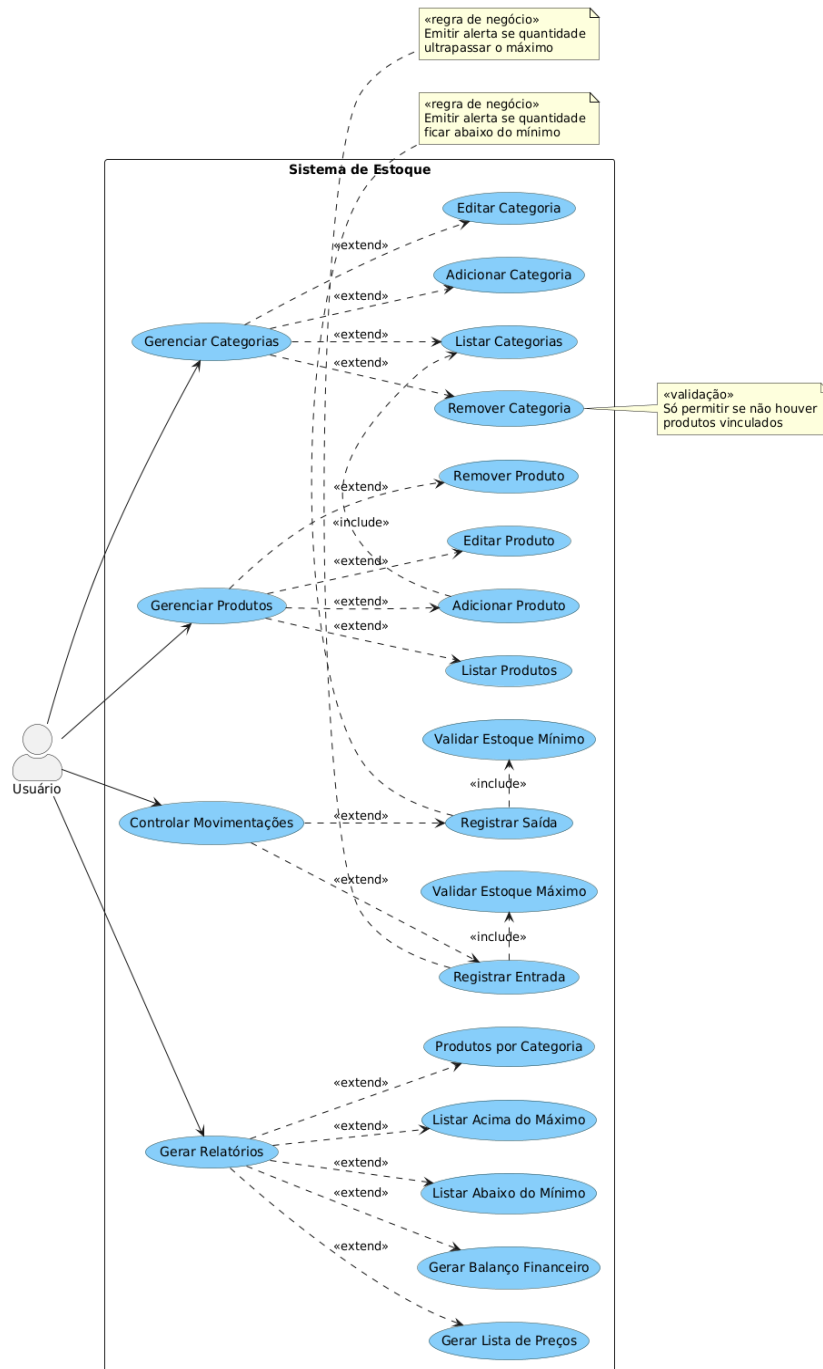 «regra de negócio»
Emitir alerta se quantidade
ultrapassar o máximo
«regra de negócio»
Emitir alerta se quantidade
ficar abaixo do mínimo
Sistema de Estoque
Editar Categoria
«extend»
Adicionar Categoria
«extend»
Gerenciar Categorias
«extend»
Listar Categorias
«extend»
Remover Categoria
«validação»
Só permitir se não houver
produtos vinculados
Remover Produto
«extend»
«include»
Editar Produto
«extend»
Gerenciar Produtos
«extend»
Adicionar Produto
«extend»
Listar Produtos
Validar Estoque Mínimo
Usuário
«include»
Controlar Movimentações
«extend»
Registrar Saída
«extend»
Validar Estoque Máximo
«include»
Registrar Entrada
Produtos por Categoria
«extend»
Listar Acima do Máximo
«extend»
Gerar Relatórios
«extend»
Listar Abaixo do Mínimo
«extend»
Gerar Balanço Financeiro
«extend»
Gerar Lista de Preços